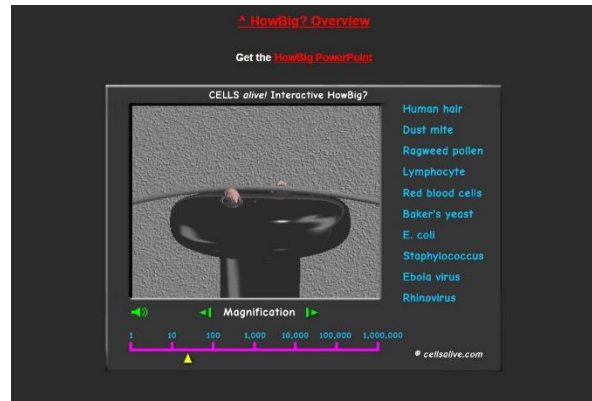 ^ HowBig? Overview
Get the HowBig PowerPoint
CELLS alive! Interactive HowBig?
Human hair
Dust mite
Ragweed pollen
Lymphocyte
Red blood cells
Baker's yeast
E. coli
Staphylococcus
Ebola virus
Rhinovirus
Magnification
1 10 100 1,000 10,000 100,000 1,000,000
© cellsalive.com